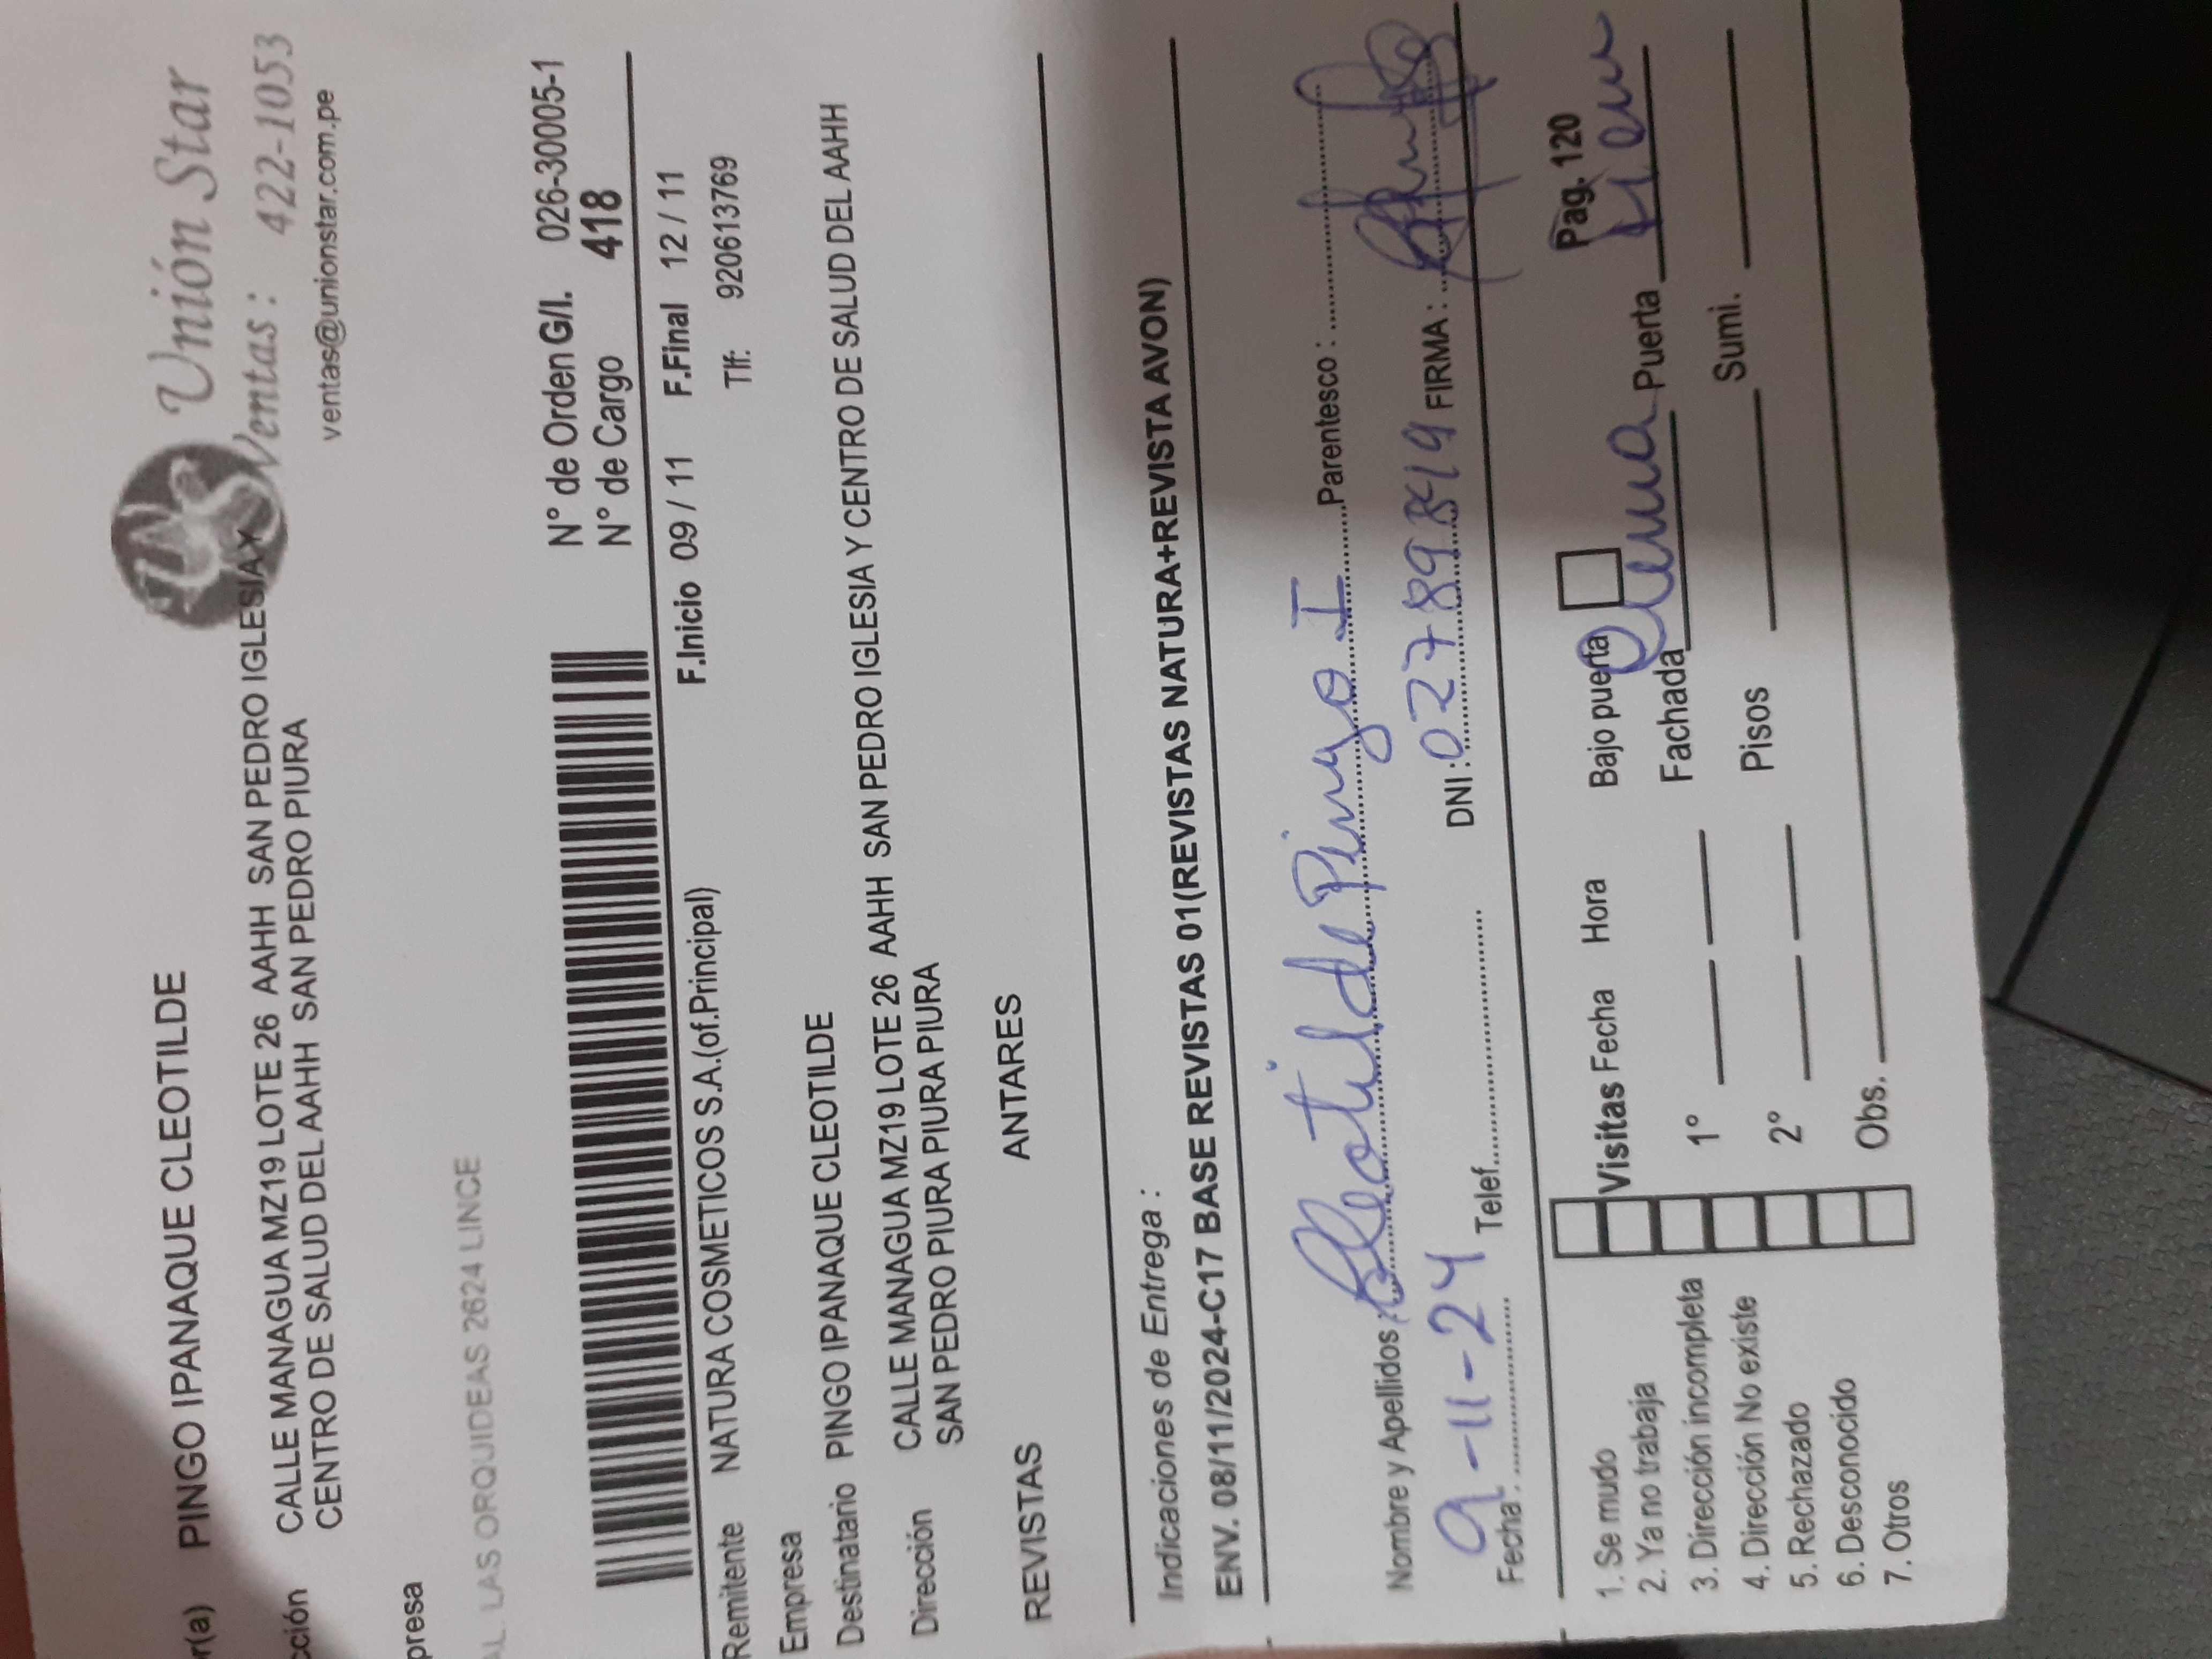 Unión Star
Ventas: 422-1053
ventas@unionstar.com.pe
r(a) PINGO IPANAQUE CLEOTILDE
cción CALLE MANAGUA MZ19 LOTE 26 AAHH SAN PEDRO IGLESIA Y
CENTRO DE SALUD DEL AAHH SAN PEDRO PIURA
presa
AL. LAS ORQUIDEAS 2624 LINCE
N° de Orden G/I. 026-30005-1
N° de Cargo 418
F.Inicio 09 / 11 F.Final 12 / 11
Remitente NATURA COSMETICOS S.A.(of.Principal) Tlf: 920613769
Empresa
Destinatario PINGO IPANAQUE CLEOTILDE
Dirección CALLE MANAGUA MZ19 LOTE 26 AAHH SAN PEDRO IGLESIA Y CENTRO DE SALUD DEL AAHH
SAN PEDRO PIURA PIURA PIURA
REVISTAS ANTARES
Indicaciones de Entrega :
ENV. 08/11/2024-C17 BASE REVISTAS 01(REVISTAS NATURA+REVISTA AVON)
Nombre y Apellidos : Cleotilde Pingo I Parentesco :
Fecha : 9-11-24 Telef. DNI : 02789849 FIRMA :
Pag. 120
1. Se mudo
2. Ya no trabaja
3. Dirección incompleta
4. Dirección No existe
5. Rechazado
6. Desconocido
7. Otros
Visitas Fecha Hora Bajo puerta
1° Fachada Puerta
2° Pisos Sumi.
Obs.